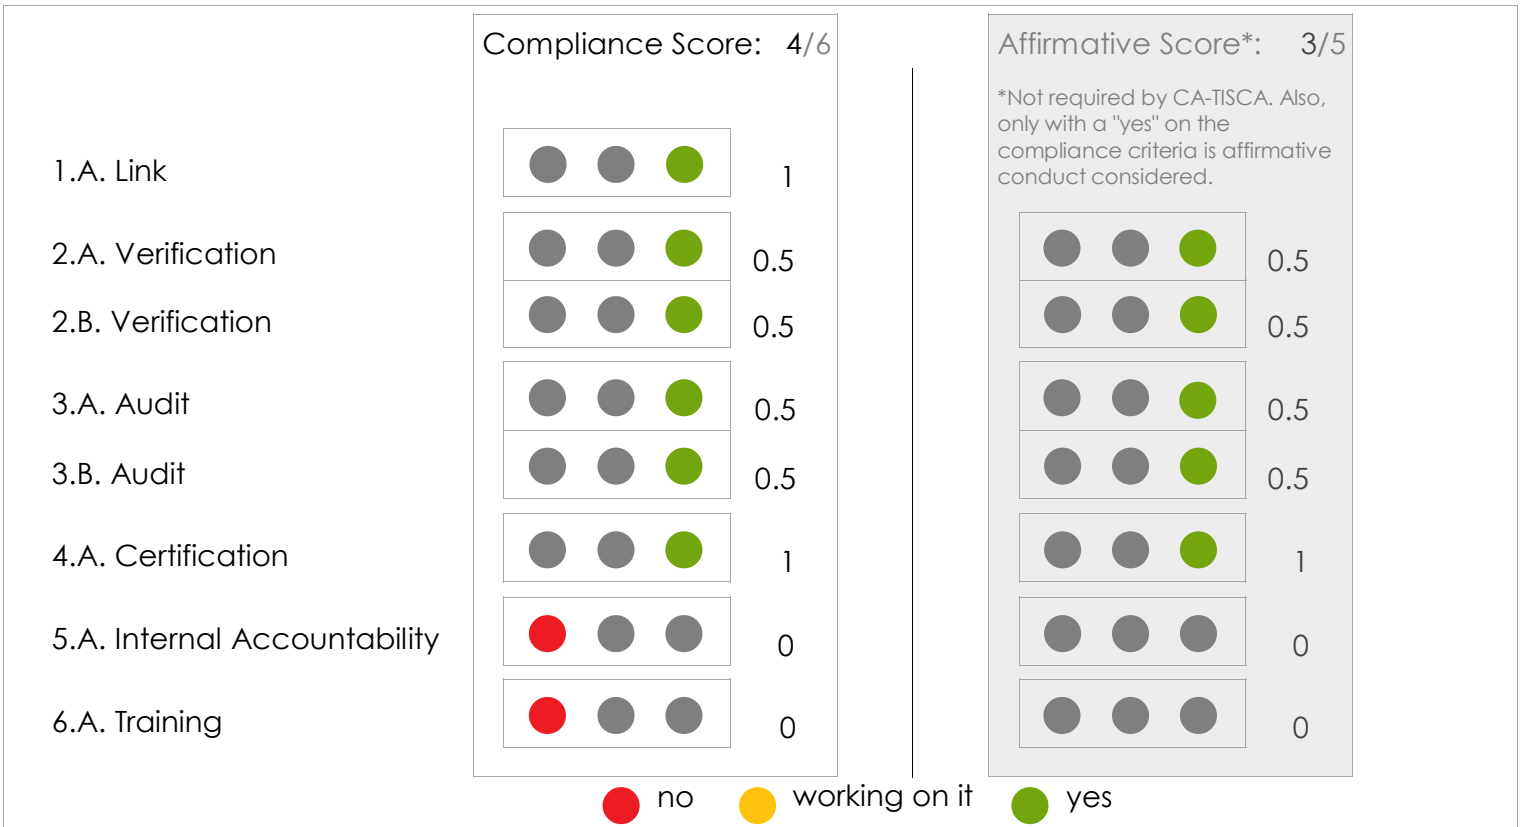 Compliance Score: 4/6
Affirmative Score*: 3/5
*Not required by CA-TISCA. Also,
only with a "yes" on the
compliance criteria is affirmative
conduct considered.
1.A. Link 1
2.A. Verification 0.5 0.5
2.B. Verification 0.5 0.5
3.A. Audit 0.5 0.5
3.B. Audit 0.5 0.5
4.A. Certification 1 1
5.A. Internal Accountability 0 0
6.A. Training 0 0
no working on it yes